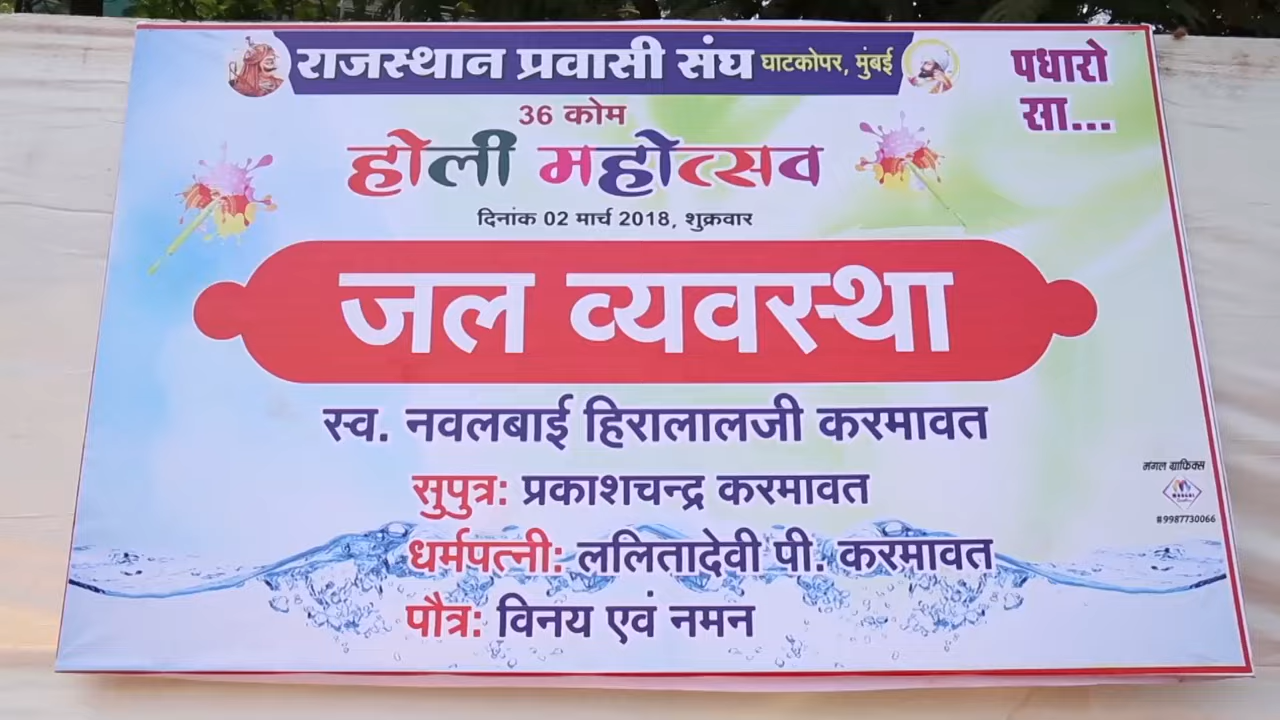 राजस्थान प्रवासी संघ घाटकोपर, मुंबई
पधारो
सा...
36 कोम
होली महोत्सव
दिनांक 02 मार्च 2018, शुक्रवार
जल व्यवस्था
स्व. नवलबाई हिरालालजी करमावत
सुपुत्र: प्रकाशचन्द्र करमावत
धर्मपत्नी: ललितादेवी पी. करमावत
पौत्र: विनय एवं नमन
मंगल ग्राफिक्स
#9987730066